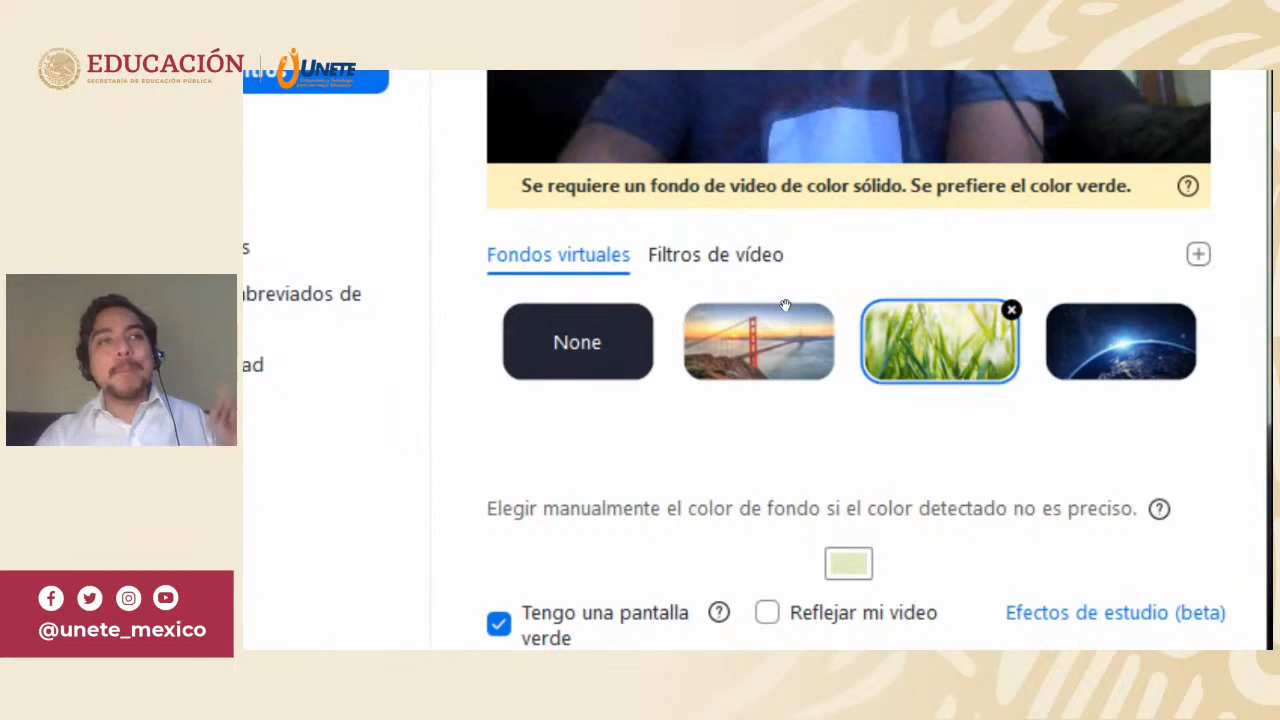 EDUCACIÓN
SECRETARÍA DE EDUCACIÓN PÚBLICA
UNETE
Se requiere un fondo de video de color sólido. Se prefiere el color verde.
Fondos virtuales
Filtros de vídeo
s
abreviados de
None
ad
Elegir manualmente el color de fondo si el color detectado no es preciso.
Tengo una pantalla
verde
Reflejar mi video
Efectos de estudio (beta)
@unete_mexico